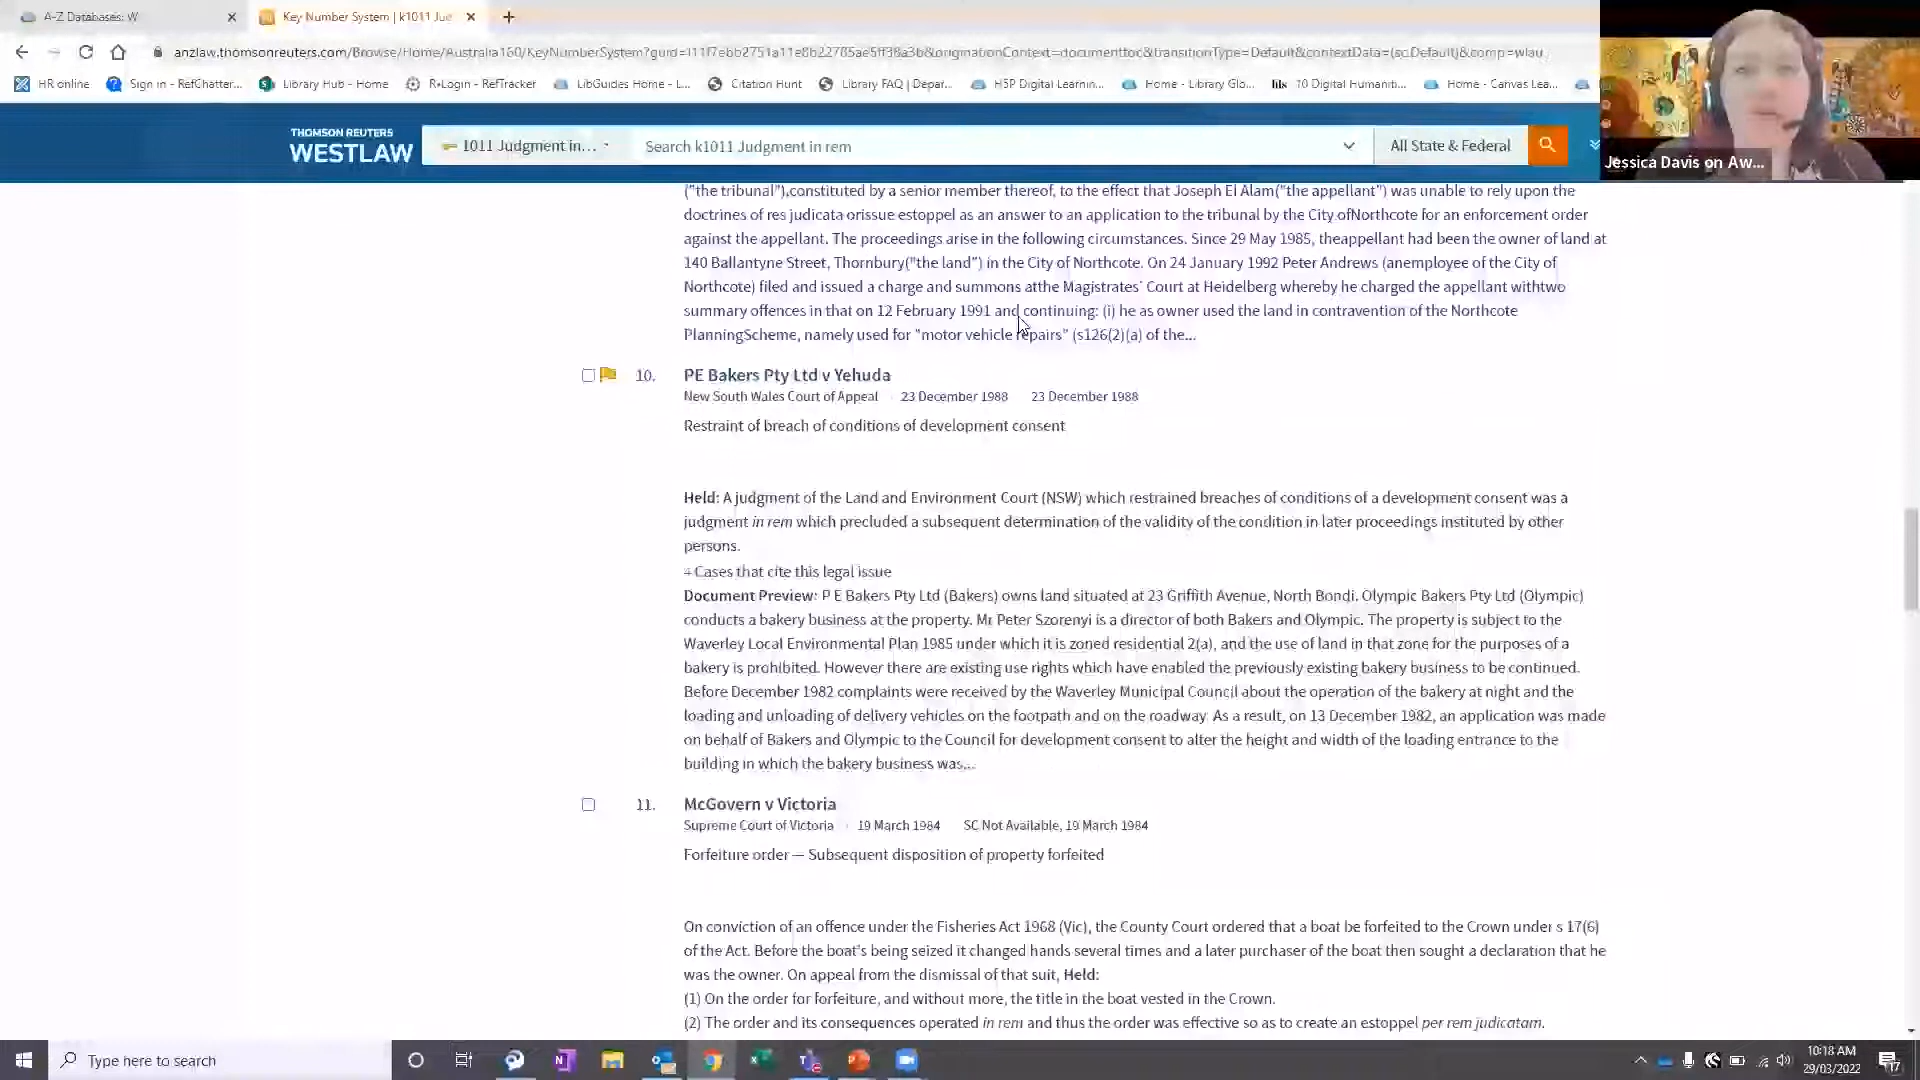 A-Z Databases: W
Key Number System | k1011 Jud
anzlaw.thomsonreuters.com/Browse/Home/Australia160/KeyNumberSystem?
HR online
Sign in - RefChatter...
Library Hub - Home
R•Login - RefTracker
LibGuides Home - L...
Citation Hunt
Library FAQ | Depar...
HSP Digital Learnin...
Home - Library Glo...
10 Digital Humaniti...
Home - Canvas Lea...
THOMSON REUTERS
WESTLAW
1011 Judgment in...
Search k1011 Judgment in rem
All State & Federal
Jessica Davis on Aw...
("the tribunal"),constituted by a senior member thereof, to the effect that Joseph El Alam("the appellant") was unable to rely upon the
doctrines of res judicata orissue estoppel as an answer to an application to the tribunal by the City ofNorthcote for an enforcement order
against the appellant. The proceedings arise in the following circumstances. Since 29 May 1985, theappellant had been the owner of land at
140 Ballantyne Street, Thornbury("the land") in the City of Northcote. On 24 January 1992 Peter Andrews (anemployee of the City of
Northcote) filed and issued a charge and summons atthe Magistrates' Court at Heidelberg whereby he charged the appellant withtwo
summary offences in that on 12 February 1991 and continuing: (i) he as owner used the land in contravention of the Northcote
PlanningScheme, namely used for "motor vehicle repairs" (s126(2)(a) of the...
10. PE Bakers Pty Ltd v Yehuda
New South Wales Court of Appeal · 23 December 1988 23 December 1988
Restraint of breach of conditions of development consent
Held: A judgment of the Land and Environment Court (NSW) which restrained breaches of conditions of a development consent was a
judgment in rem which precluded a subsequent determination of the validity of the condition in later proceedings instituted by other
persons.
4 Cases that cite this legal issue
Document Preview: P E Bakers Pty Ltd (Bakers) owns land situated at 23 Griffith Avenue, North Bondi. Olympic Bakers Pty Ltd (Olympic)
conducts a bakery business at the property. Mr Peter Szorenyi is a director of both Bakers and Olympic. The property is subject to the
Waverley Local Environmental Plan 1985 under which it is zoned residential 2(a), and the use of land in that zone for the purposes of a
bakery is prohibited. However there are existing use rights which have enabled the previously existing bakery business to be continued.
Before December 1982 complaints were received by the Waverley Municipal Council about the operation of the bakery at night and the
loading and unloading of delivery vehicles on the footpath and on the roadway. As a result, on 13 December 1982, an application was made
on behalf of Bakers and Olympic to the Council for development consent to alter the height and width of the loading entrance to the
building in which the bakery business was...
11. McGovern v Victoria
Supreme Court of Victoria · 19 March 1984 SC Not Available, 19 March 1984
Forfeiture order — Subsequent disposition of property forfeited
On conviction of an offence under the Fisheries Act 1968 (Vic), the County Court ordered that a boat be forfeited to the Crown under s 17(6)
of the Act. Before the boat's being seized it changed hands several times and a later purchaser of the boat then sought a declaration that he
was the owner. On appeal from the dismissal of that suit, Held:
(1) On the order for forfeiture, and without more, the title in the boat vested in the Crown.
(2) The order and its consequences operated in rem and thus the order was effective so as to create an estoppel per rem judicatam.
Type here to search
10:18 AM
29/03/2022
17